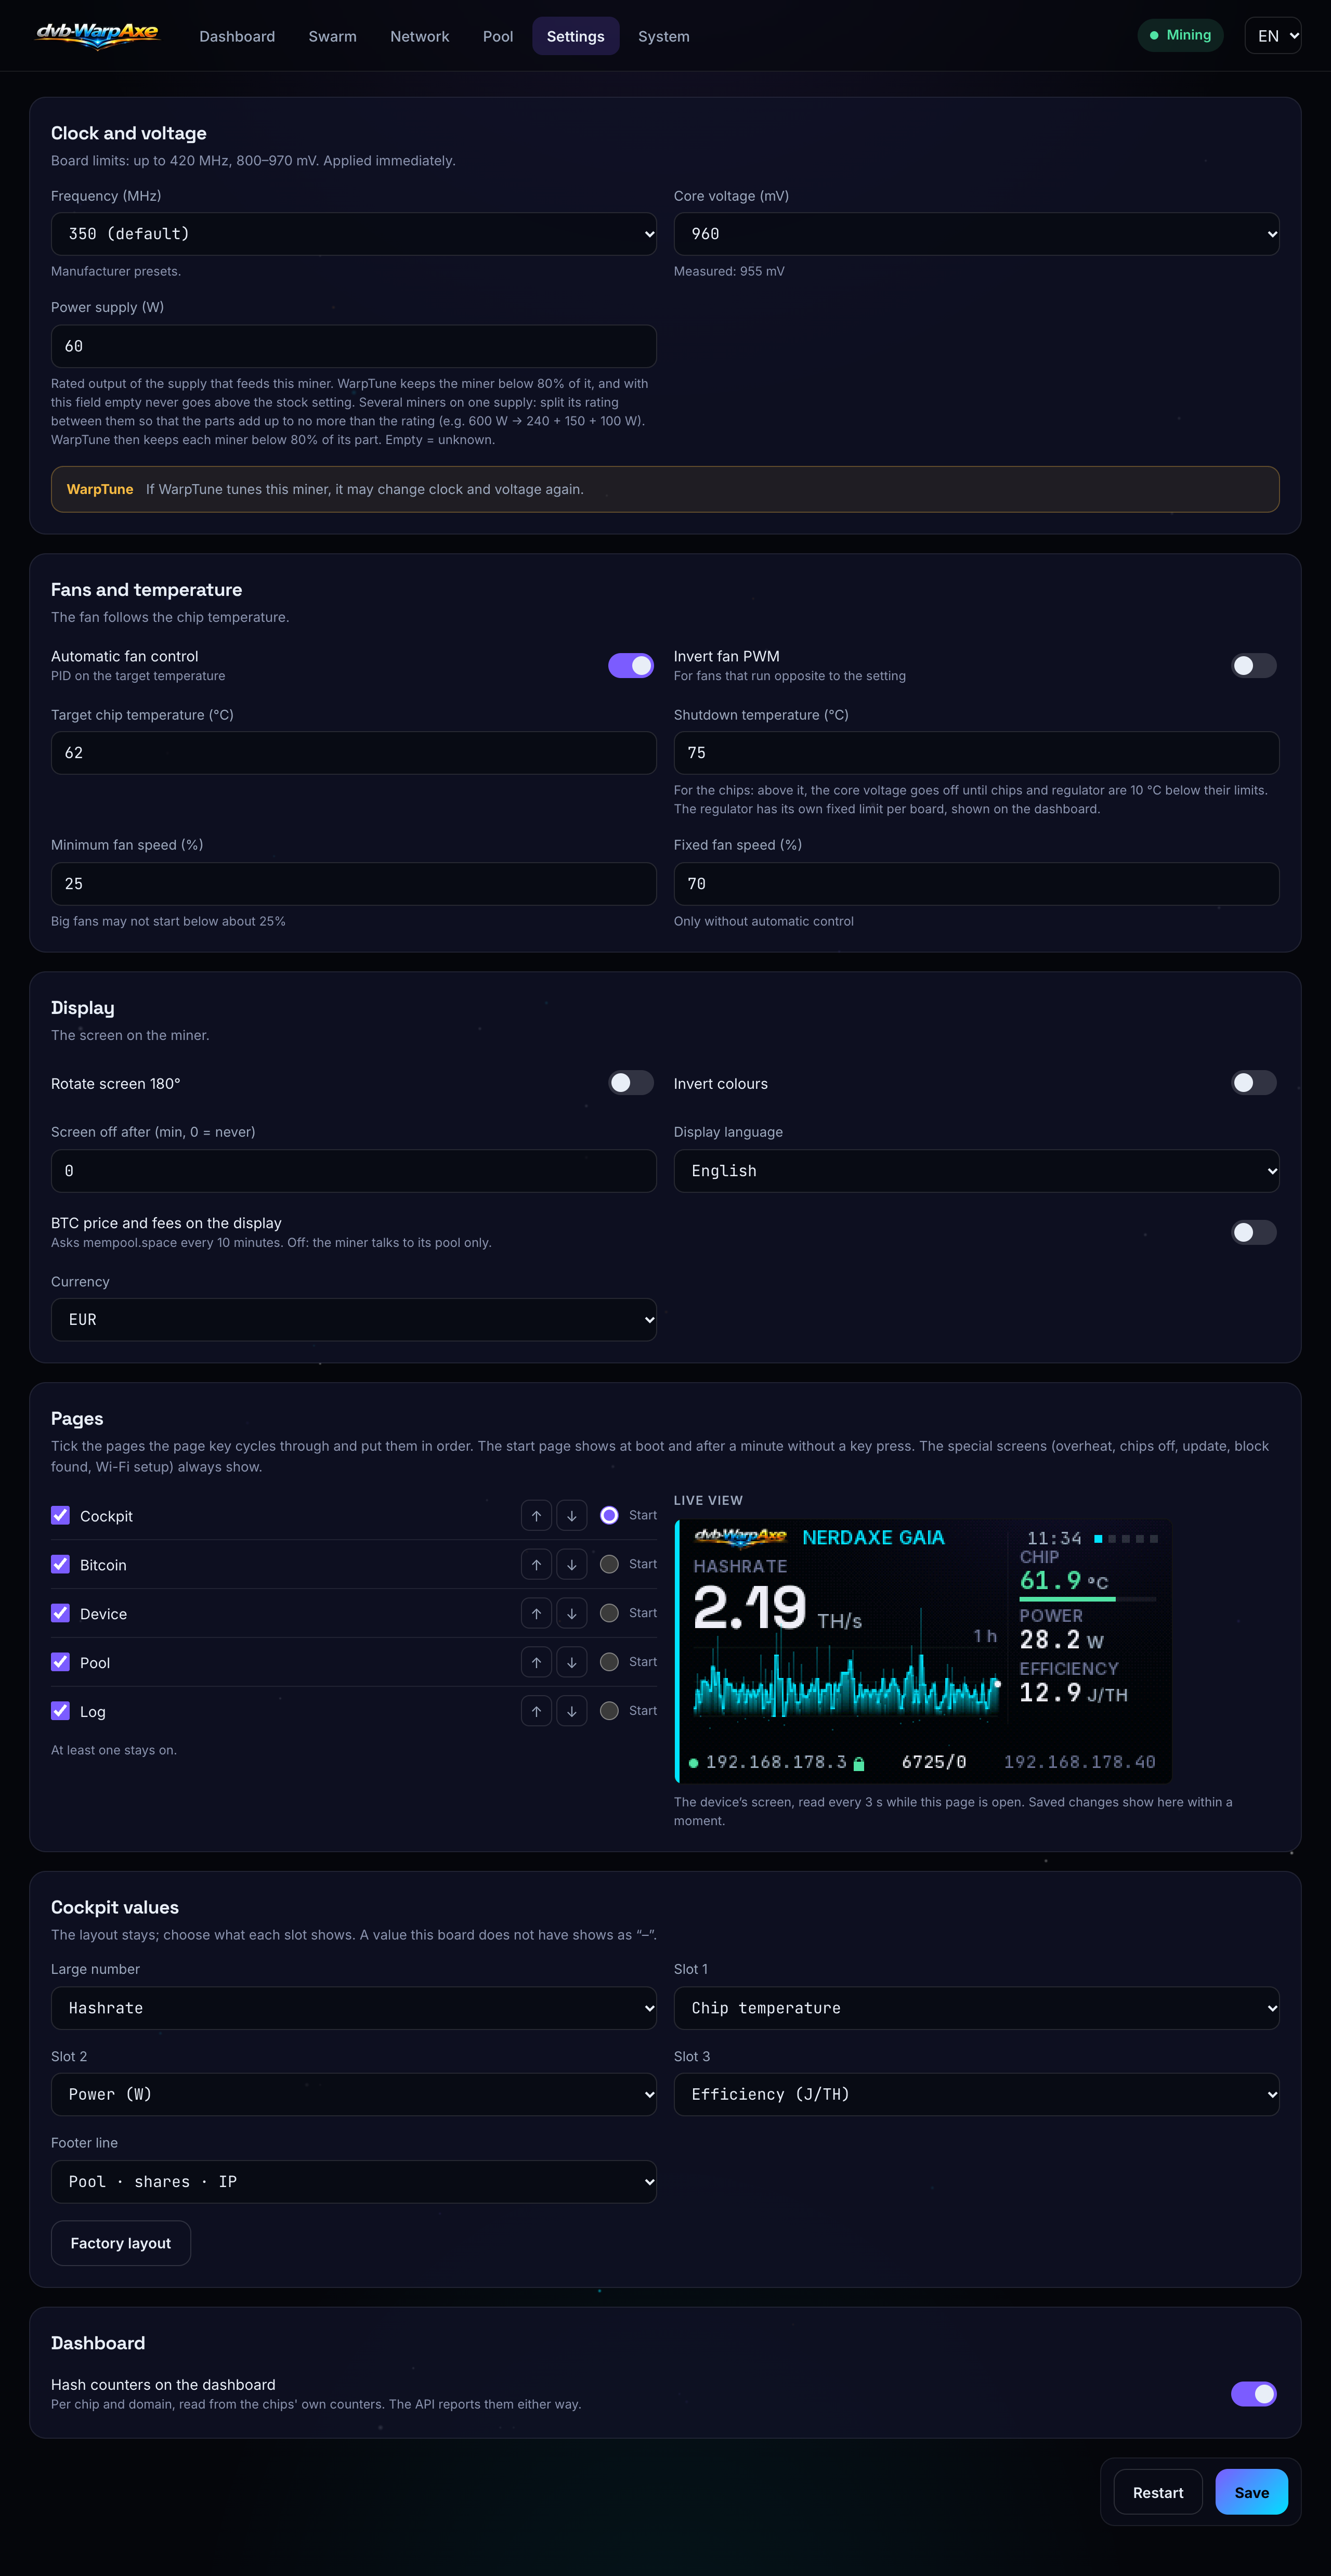 dvb-WarpAxe
Dashboard Swarm Network Pool Settings System
Mining
EN
Clock and voltage
Board limits: up to 420 MHz, 800–970 mV. Applied immediately.
Frequency (MHz)
350 (default)
Manufacturer presets.
Core voltage (mV)
960
Measured: 955 mV
Power supply (W)
60
Rated output of the supply that feeds this miner. WarpTune keeps the miner below 80% of it, and with
this field empty never goes above the stock setting. Several miners on one supply: split its rating
between them so that the parts add up to no more than the rating (e.g. 600 W → 240 + 150 + 100 W).
WarpTune then keeps each miner below 80% of its part. Empty = unknown.
WarpTune If WarpTune tunes this miner, it may change clock and voltage again.
Fans and temperature
The fan follows the chip temperature.
Automatic fan control
PID on the target temperature
Invert fan PWM
For fans that run opposite to the setting
Target chip temperature (°C)
62
Shutdown temperature (°C)
75
For the chips: above it, the core voltage goes off until chips and regulator are 10 °C below their limits.
The regulator has its own fixed limit per board, shown on the dashboard.
Minimum fan speed (%)
25
Big fans may not start below about 25%
Fixed fan speed (%)
70
Only without automatic control
Display
The screen on the miner.
Rotate screen 180°
Invert colours
Screen off after (min, 0 = never)
0
Display language
English
BTC price and fees on the display
Asks mempool.space every 10 minutes. Off: the miner talks to its pool only.
Currency
EUR
Pages
Tick the pages the page key cycles through and put them in order. The start page shows at boot and after a minute without a key press. The special screens (overheat, chips off, update, block
found, Wi-Fi setup) always show.
Cockpit ↑ ↓ Start
Bitcoin ↑ ↓ Start
Device ↑ ↓ Start
Pool ↑ ↓ Start
Log ↑ ↓ Start
At least one stays on.
LIVE VIEW
dvb-WarpAxe NERDAXE GAIA 11:34
HASHRATE
2.19 TH/s
1 h
CHIP
61.9 °C
POWER
28.2 W
EFFICIENCY
12.9 J/TH
192.168.178.3 6725/0 192.168.178.40
The device's screen, read every 3 s while this page is open. Saved changes show here within a
moment.
Cockpit values
The layout stays; choose what each slot shows. A value this board does not have shows as “–”.
Large number
Hashrate
Slot 1
Chip temperature
Slot 2
Power (W)
Slot 3
Efficiency (J/TH)
Footer line
Pool · shares · IP
Factory layout
Dashboard
Hash counters on the dashboard
Per chip and domain, read from the chips' own counters. The API reports them either way.
Restart Save